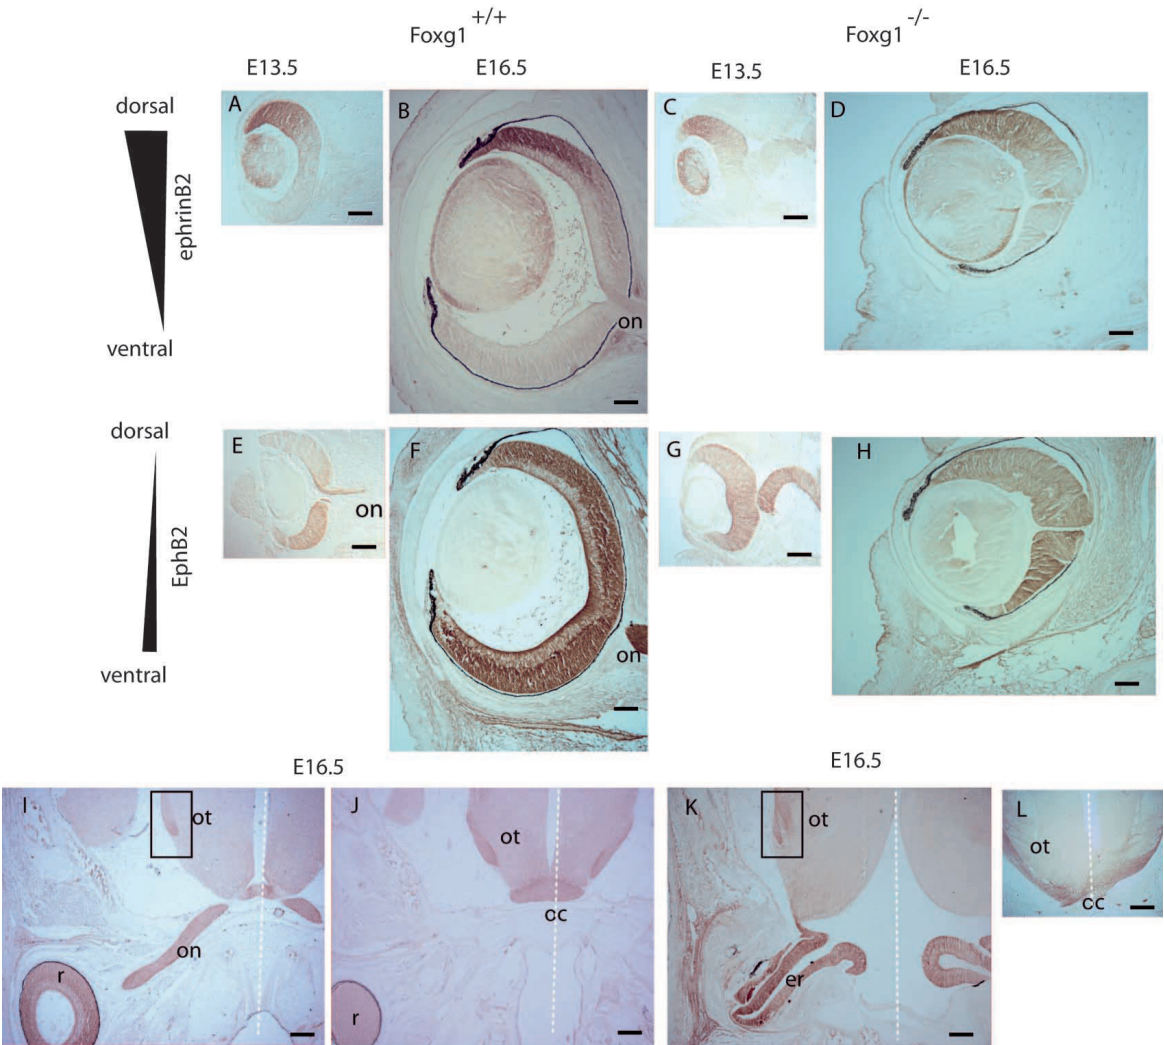 Foxg1 +/+
Foxg1 -/-
E13.5
E16.5
E13.5
E16.5
dorsal
ephrinB2
ventral
A
B
on
C
D
dorsal
EphB2
ventral
E
on
F
on
G
H
E16.5
E16.5
I
ot
on
r
J
ot
cc
r
K
ot
er
L
ot
cc